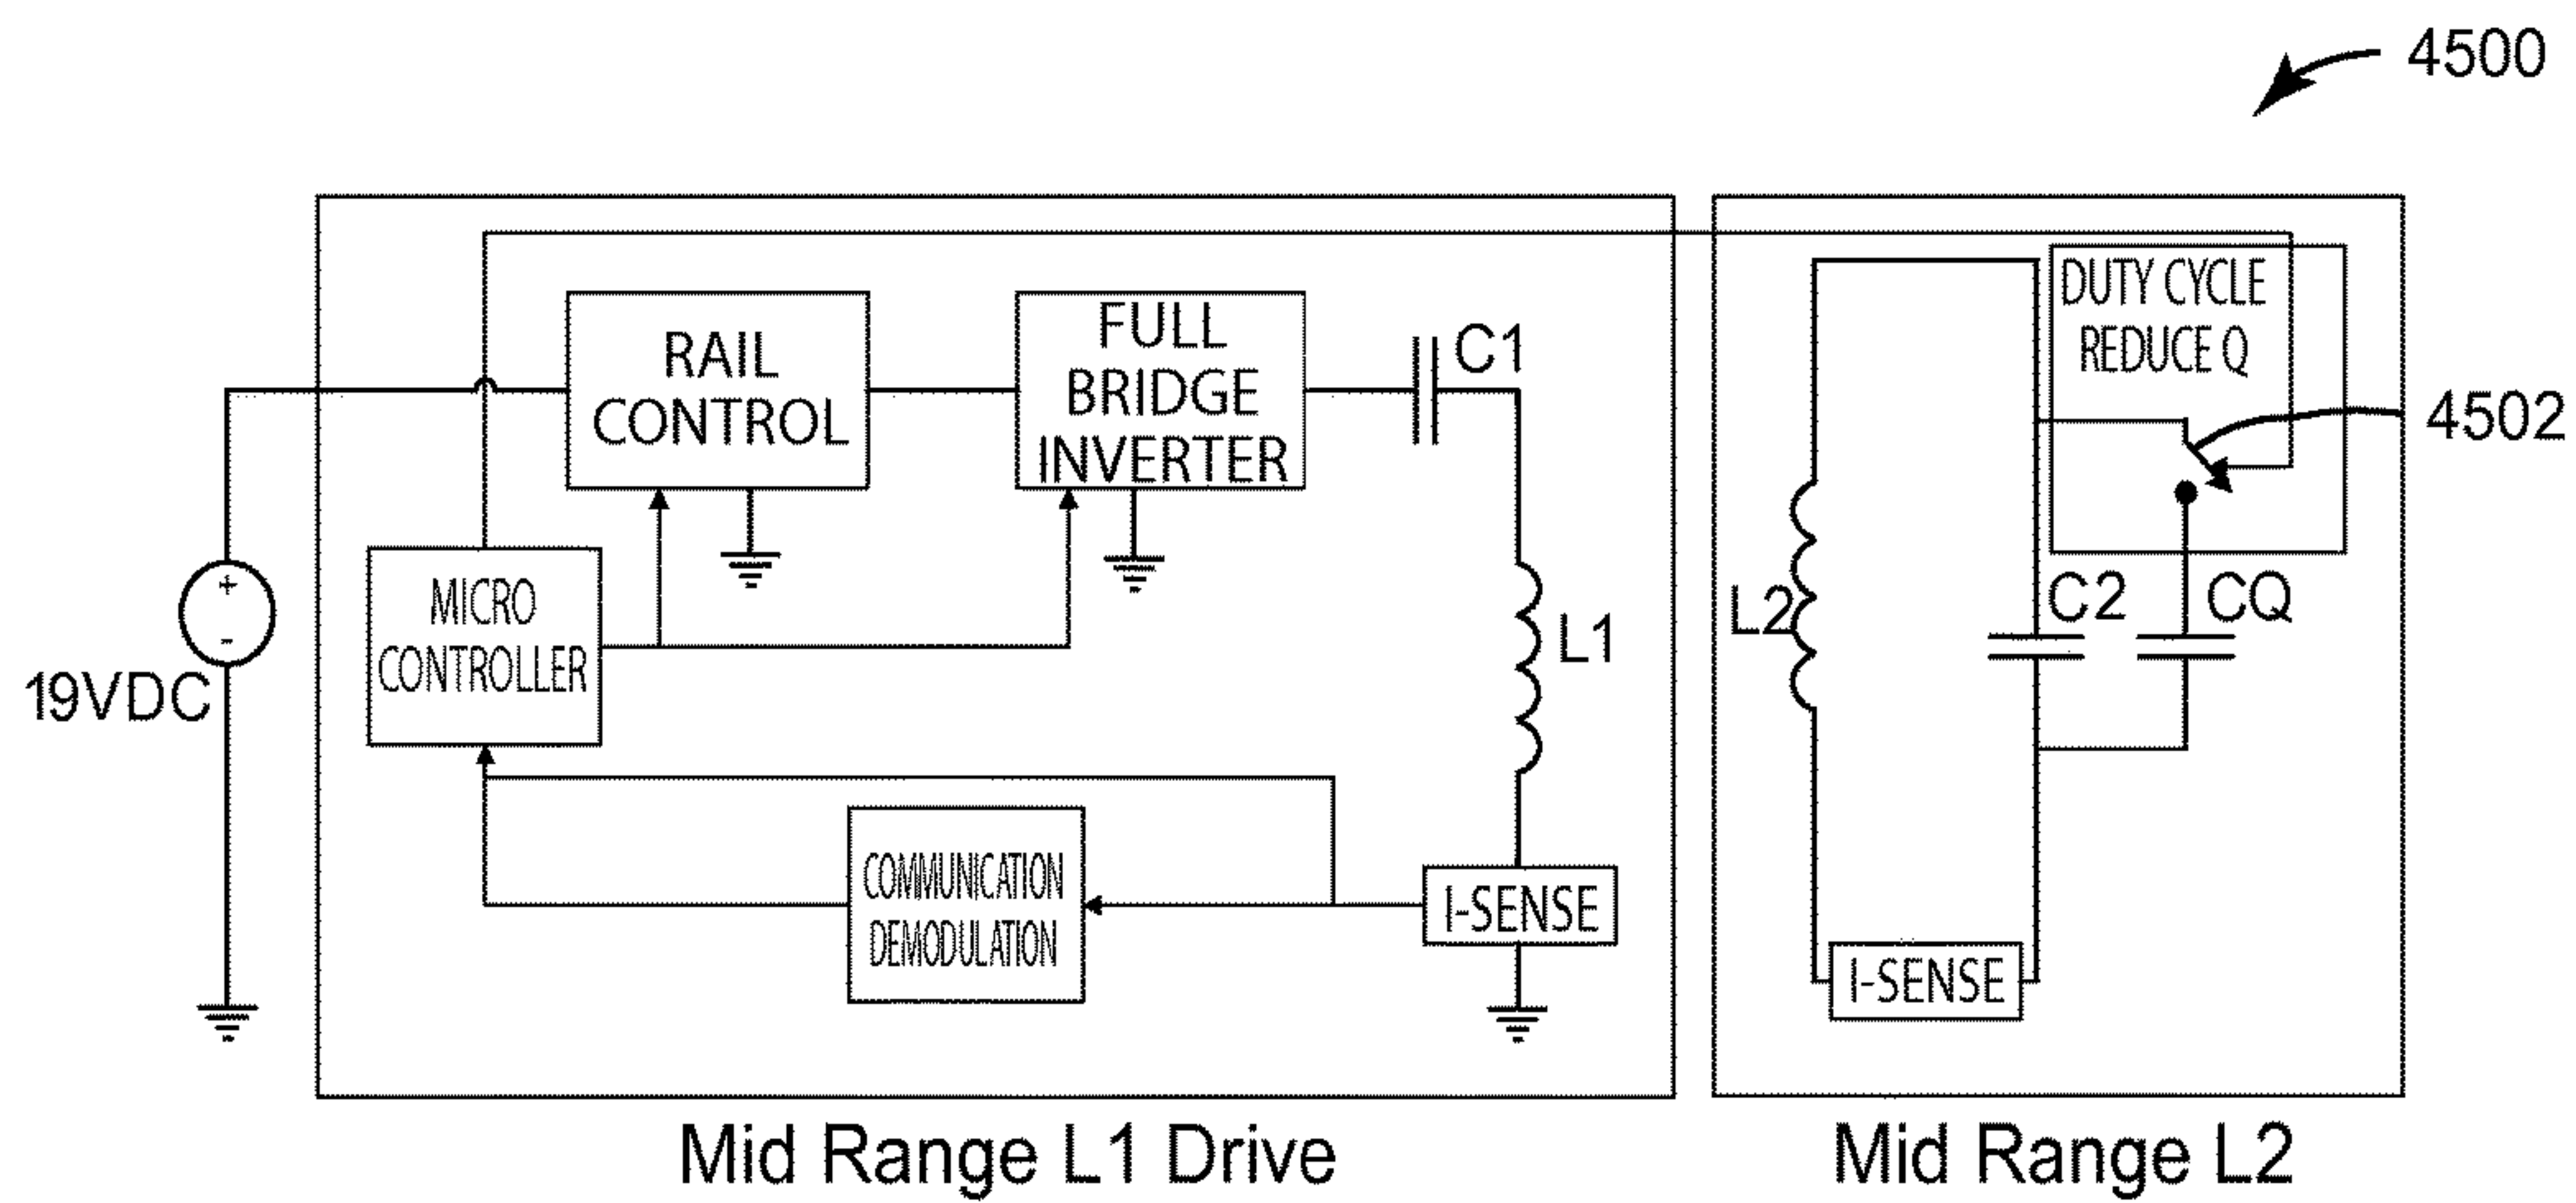 4500
RAIL
CONTROL
FULL
BRIDGE
INVERTER
C1
DUTY CYCLE
REDUCE Q
4502
MICRO
CONTROLLER
+
-
19VDC
L1
L2
C2
CQ
COMMUNICATION
DEMODULATION
I-SENSE
I-SENSE
Mid Range L1 Drive
Mid Range L2